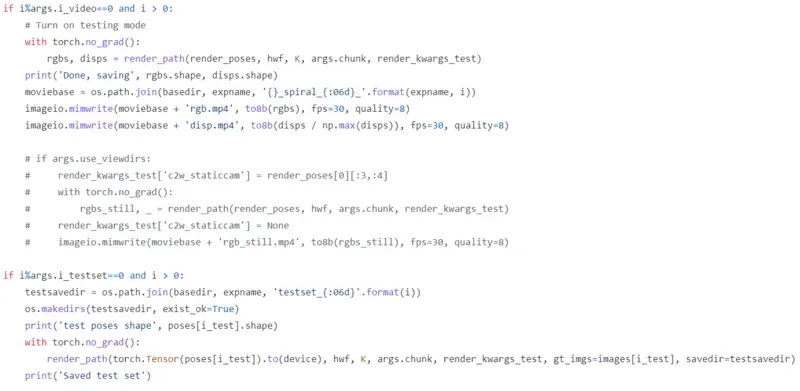 if i%args.i_video==0 and i > 0:
    # Turn on testing mode
    with torch.no_grad():
        rgbs, disps = render_path(render_poses, hwf, K, args.chunk, render_kwargs_test)
    print('Done, saving', rgbs.shape, disps.shape)
    moviebase = os.path.join(basedir, expname, '{}_spiral_{:06d}_'.format(expname, i))
    imageio.mimwrite(moviebase + 'rgb.mp4', to8b(rgbs), fps=30, quality=8)
    imageio.mimwrite(moviebase + 'disp.mp4', to8b(disps / np.max(disps)), fps=30, quality=8)

    # if args.use_viewdirs:
    #     render_kwargs_test['c2w_staticcam'] = render_poses[0][:3,:4]
    #     with torch.no_grad():
    #         rgbs_still, _ = render_path(render_poses, hwf, args.chunk, render_kwargs_test)
    #     render_kwargs_test['c2w_staticcam'] = None
    #     imageio.mimwrite(moviebase + 'rgb_still.mp4', to8b(rgbs_still), fps=30, quality=8)

if i%args.i_testset==0 and i > 0:
    testsavedir = os.path.join(basedir, expname, 'testset_{:06d}'.format(i))
    os.makedirs(testsavedir, exist_ok=True)
    print('test poses shape', poses[i_test].shape)
    with torch.no_grad():
        render_path(torch.Tensor(poses[i_test]).to(device), hwf, K, args.chunk, render_kwargs_test, gt_imgs=images[i_test], savedir=testsavedir)
    print('Saved test set')